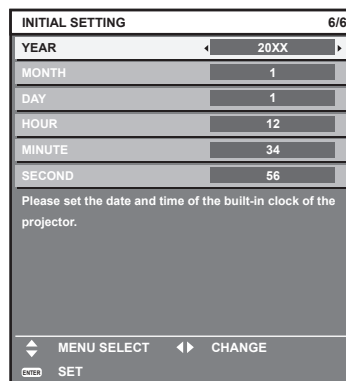 INITIAL SETTING 6/6
YEAR 20XX
MONTH 1
DAY 1
HOUR 12
MINUTE 34
SECOND 56
Please set the date and time of the built-in clock of the
projector.
MENU SELECT CHANGE
ENTER SET